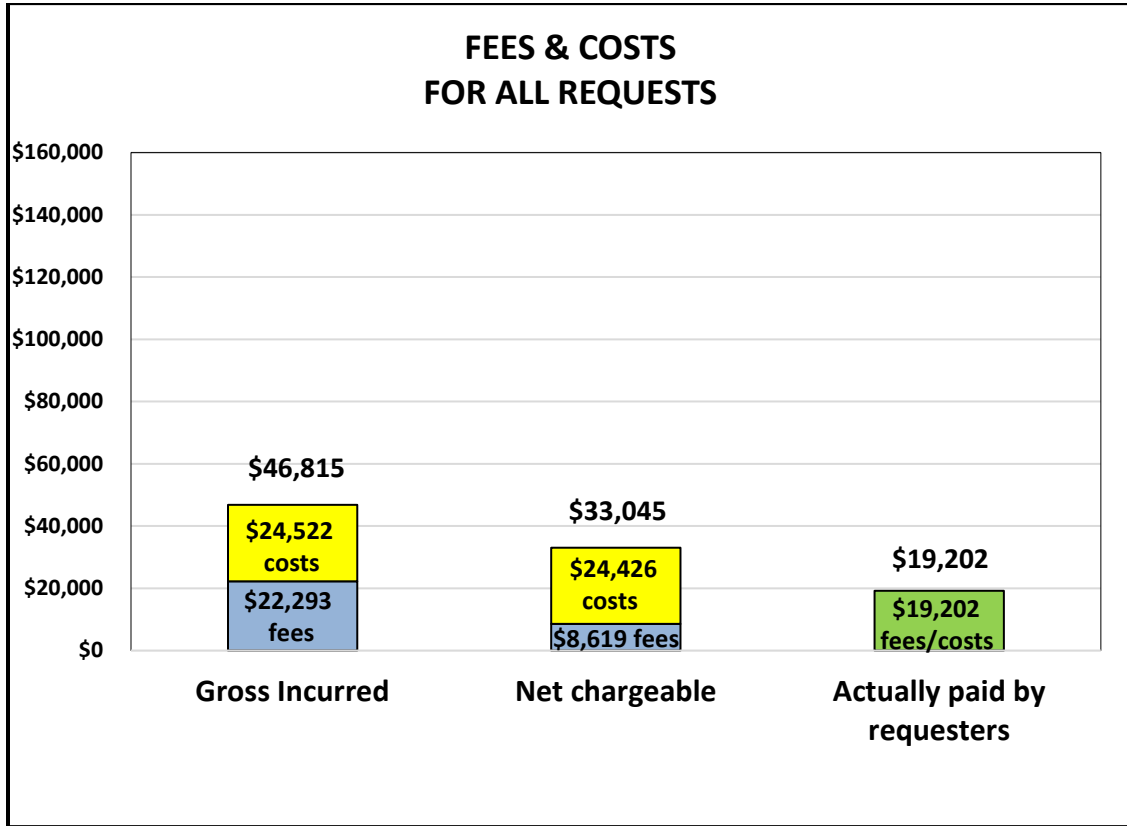 FEES & COSTS
FOR ALL REQUESTS
$160,000
$140,000
$120,000
$100,000
$80,000
$60,000
$40,000
$20,000
$0
$46,815
$24,522
costs
$22,293
fees
$33,045
$24,426
costs
$8,619 fees
$19,202
$19,202
fees/costs
Gross Incurred
Net chargeable
Actually paid by
requesters